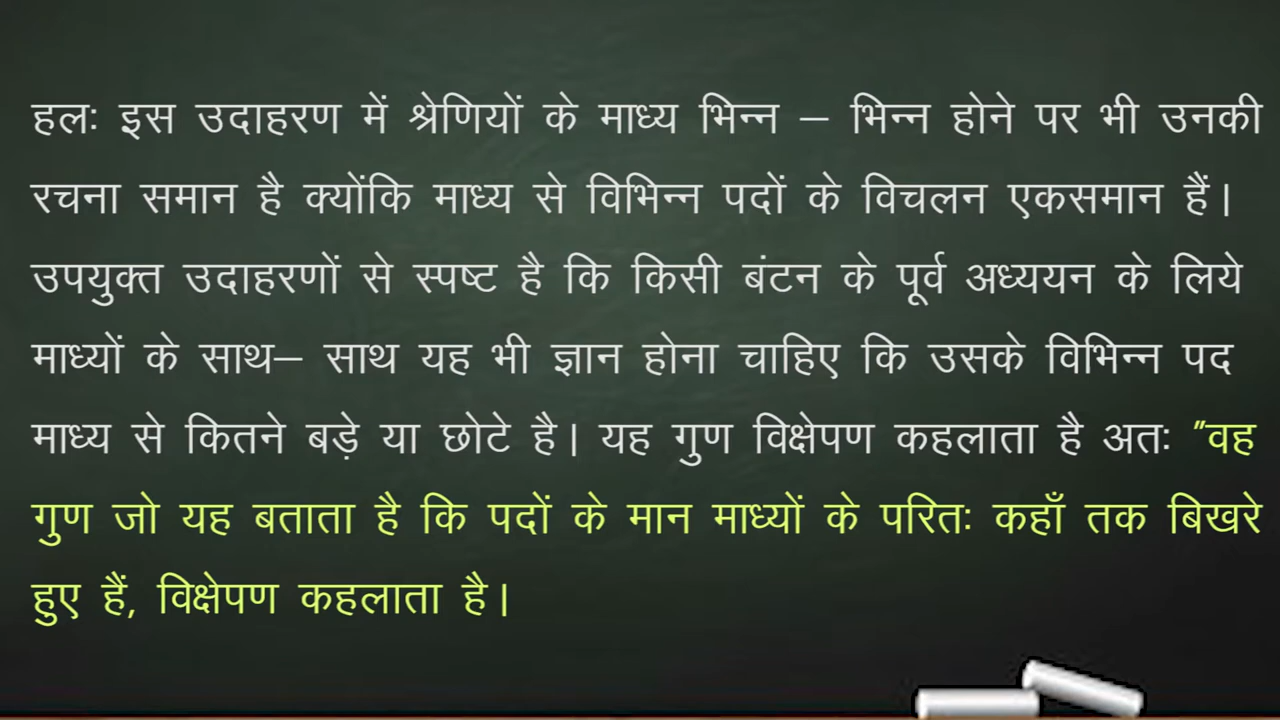 हलः इस उदाहरण में श्रेणियों के माध्य भिन्न – भिन्न होने पर भी उनकी
रचना समान है क्योंकि माध्य से विभिन्न पदों के विचलन एकसमान हैं।
उपयुक्त उदाहरणों से स्पष्ट है कि किसी बंटन के पूर्व अध्ययन के लिये
माध्यों के साथ– साथ यह भी ज्ञान होना चाहिए कि उसके विभिन्न पद
माध्य से कितने बड़े या छोटे है। यह गुण विक्षेपण कहलाता है अतः "वह
गुण जो यह बताता है कि पदों के मान माध्यों के परितः कहाँ तक बिखरे
हुए हैं, विक्षेपण कहलाता है।